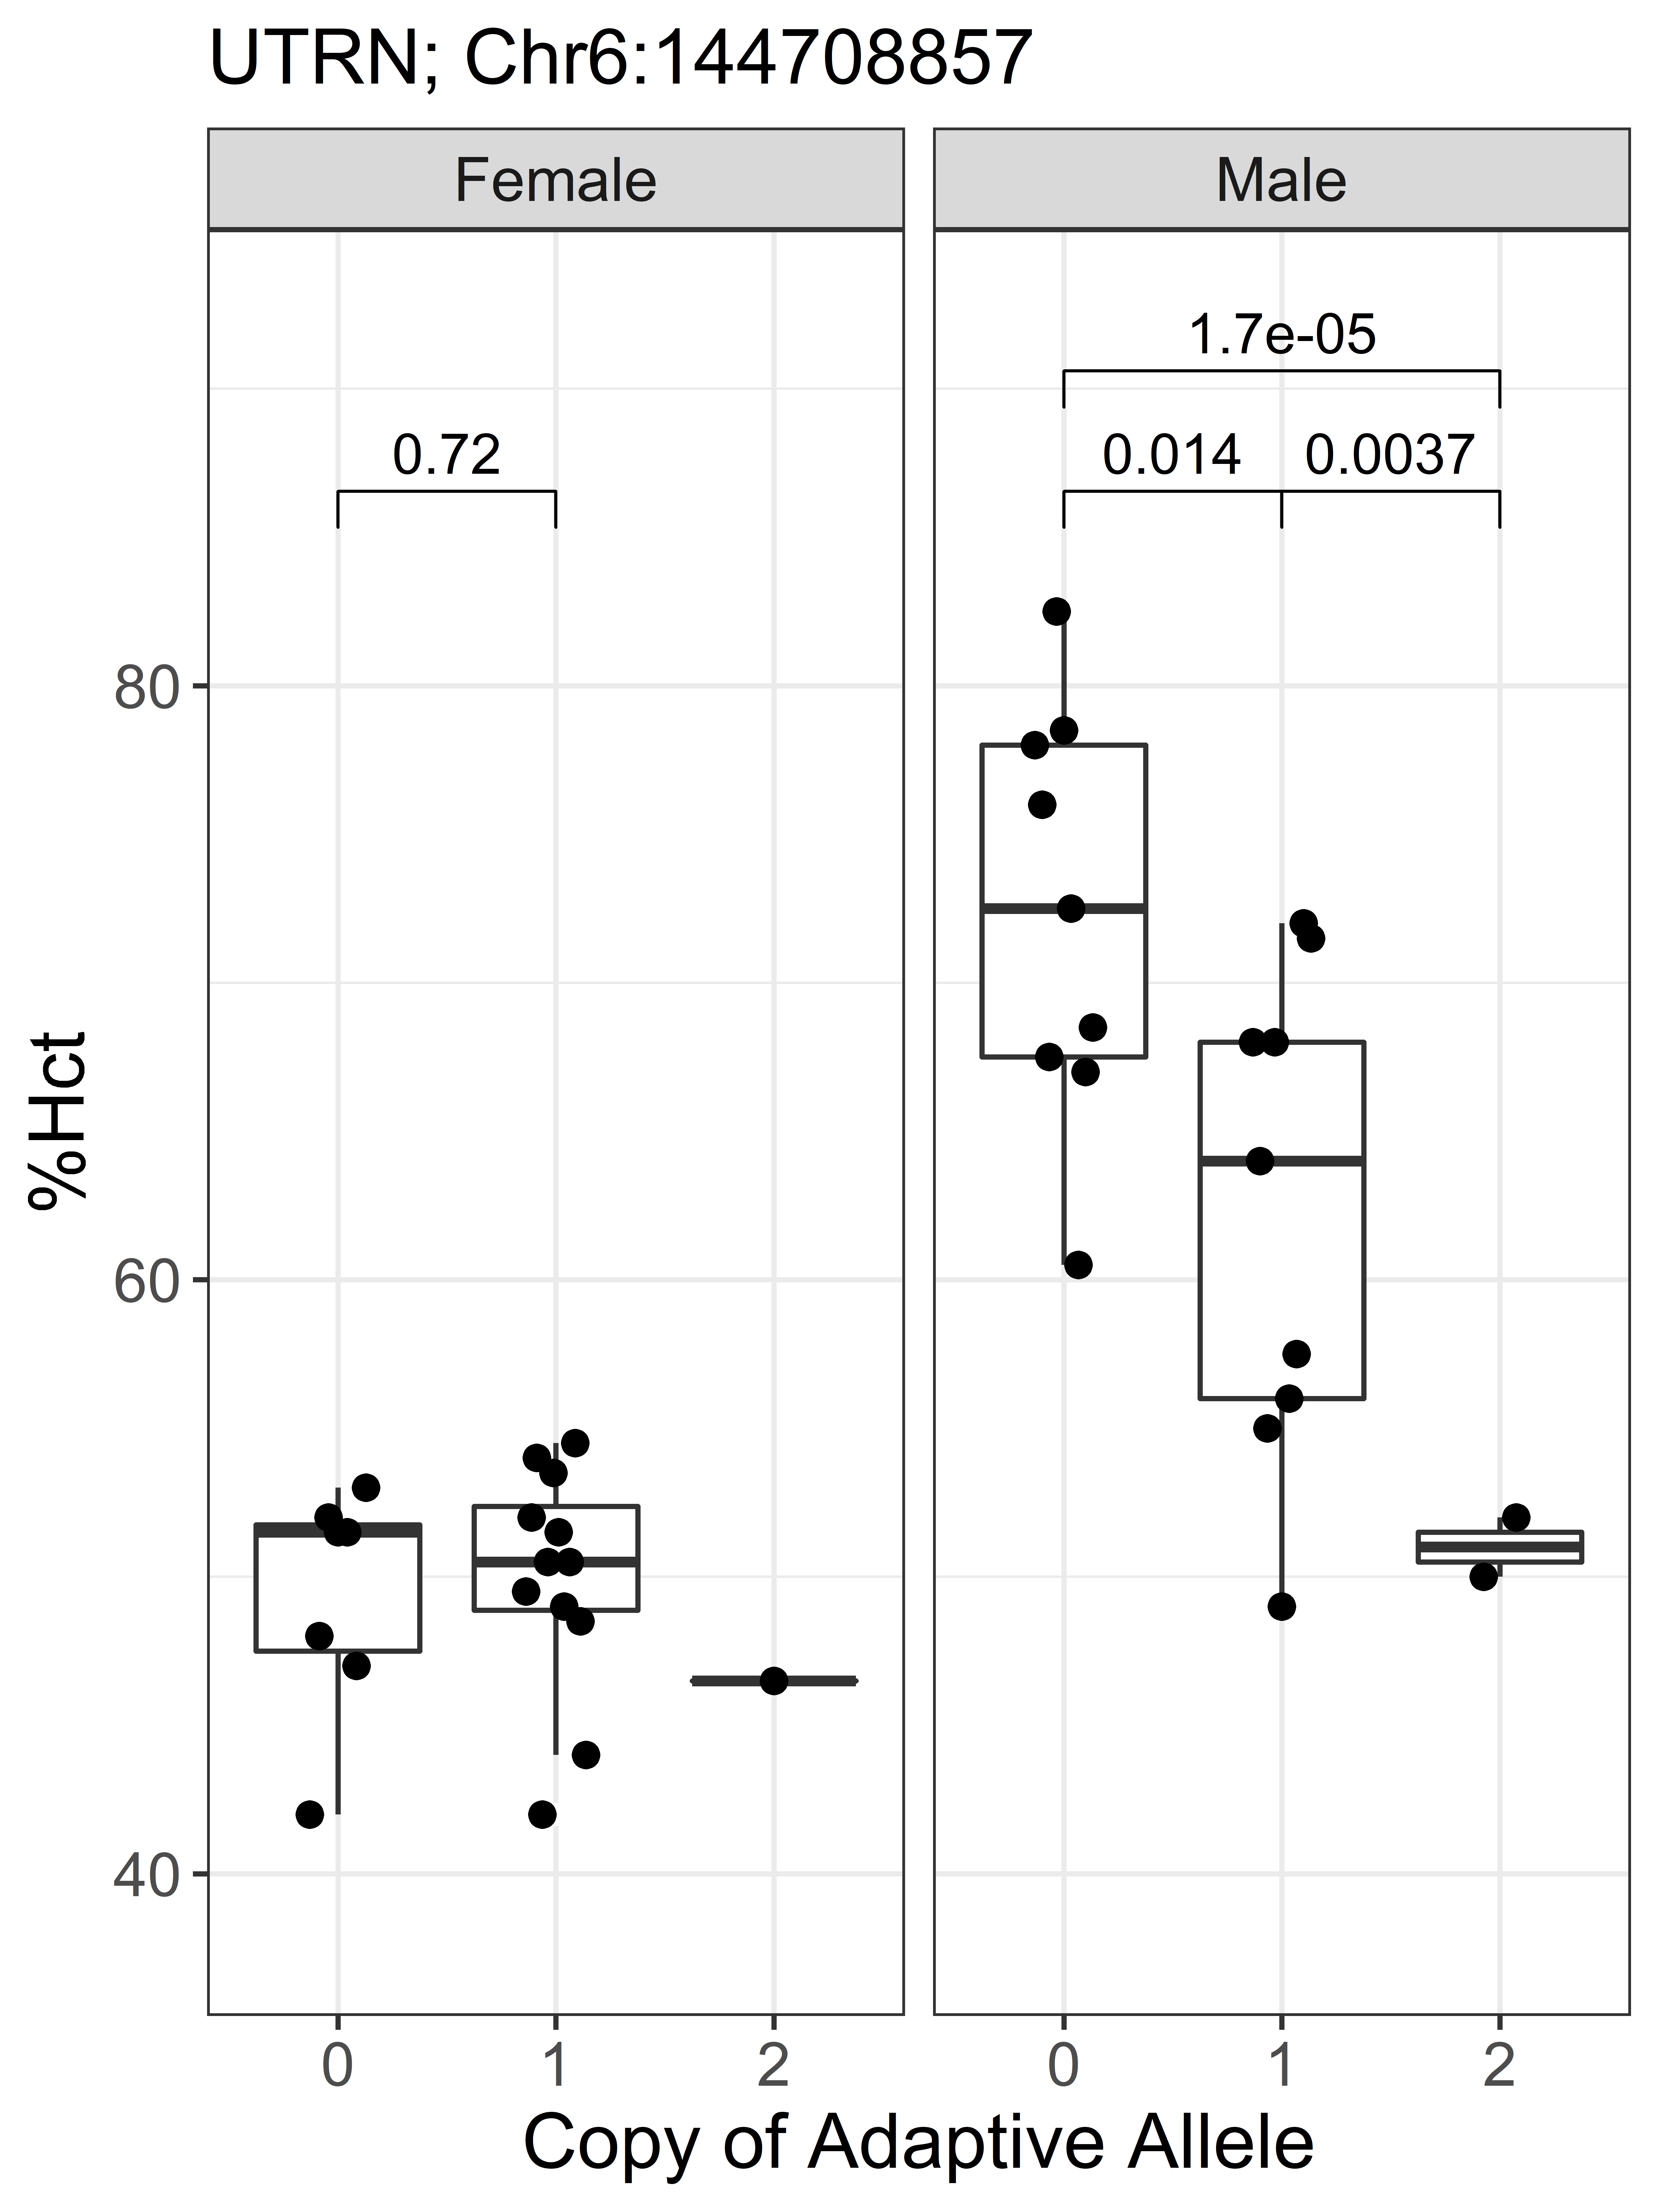 UTRN; Chr6:144708857
Female
Male
1.7e-05
0.72
0.014
0.0037
80
60
40
%Hct
0 1 2
0 1 2
Copy of Adaptive Allele